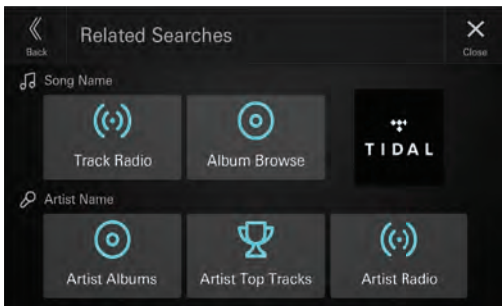 Related Searches
Back
Close
Song Name
Track Radio
Album Browse
TIDAL
Artist Name
Artist Albums
Artist Top Tracks
Artist Radio